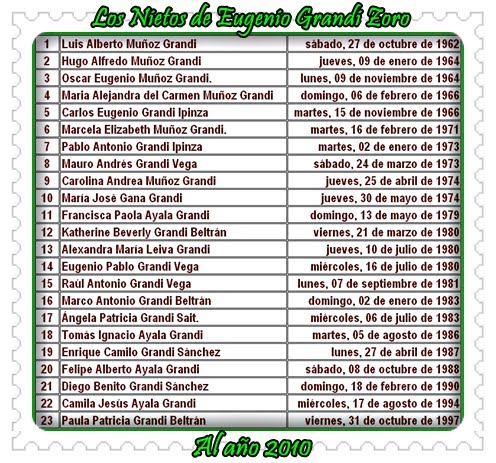 Los Nietos de Eugenio Grandi Zoro
1 Luis Alberto Muñoz Grandi sábado, 27 de octubre de 1962
2 Hugo Alfredo Muñoz Grandi jueves, 09 de enero de 1964
3 Oscar Eugenio Muñoz Grandi. lunes, 09 de noviembre de 1964
4 Maria Alejandra del Carmen Muñoz Grandi domingo, 06 de febrero de 1966
5 Carlos Eugenio Grandi Ipinza martes, 15 de noviembre de 1966
6 Marcela Elizabeth Muñoz Grandi. martes, 16 de febrero de 1971
7 Pablo Antonio Grandi Ipinza martes, 02 de enero de 1973
8 Mauro Andrés Grandi Vega sábado, 24 de marzo de 1973
9 Carolina Andrea Muñoz Grandi jueves, 25 de abril de 1974
10 María José Gana Grandi jueves, 30 de mayo de 1974
11 Francisca Paola Ayala Grandi domingo, 13 de mayo de 1979
12 Katherine Beverly Grandi Beltrán viernes, 21 de marzo de 1980
13 Alexandra María Leiva Grandi jueves, 10 de julio de 1980
14 Eugenio Pablo Grandi Vega miércoles, 16 de julio de 1980
15 Raúl Antonio Grandi Vega lunes, 07 de septiembre de 1981
16 Marco Antonio Grandi Beltrán domingo, 02 de enero de 1983
17 Ángela Patricia Grandi Sait. miércoles, 06 de julio de 1983
18 Tomás Ignacio Ayala Grandi martes, 05 de agosto de 1986
19 Enrique Camilo Grandi Sánchez lunes, 27 de abril de 1987
20 Felipe Alberto Ayala Grandi sábado, 08 de octubre de 1988
21 Diego Benito Grandi Sánchez domingo, 18 de febrero de 1990
22 Camila Jesús Ayala Grandi miércoles, 17 de agosto de 1994
23 Paula Patricia Grandi Beltrán viernes, 31 de octubre de 1997
Al año 2010